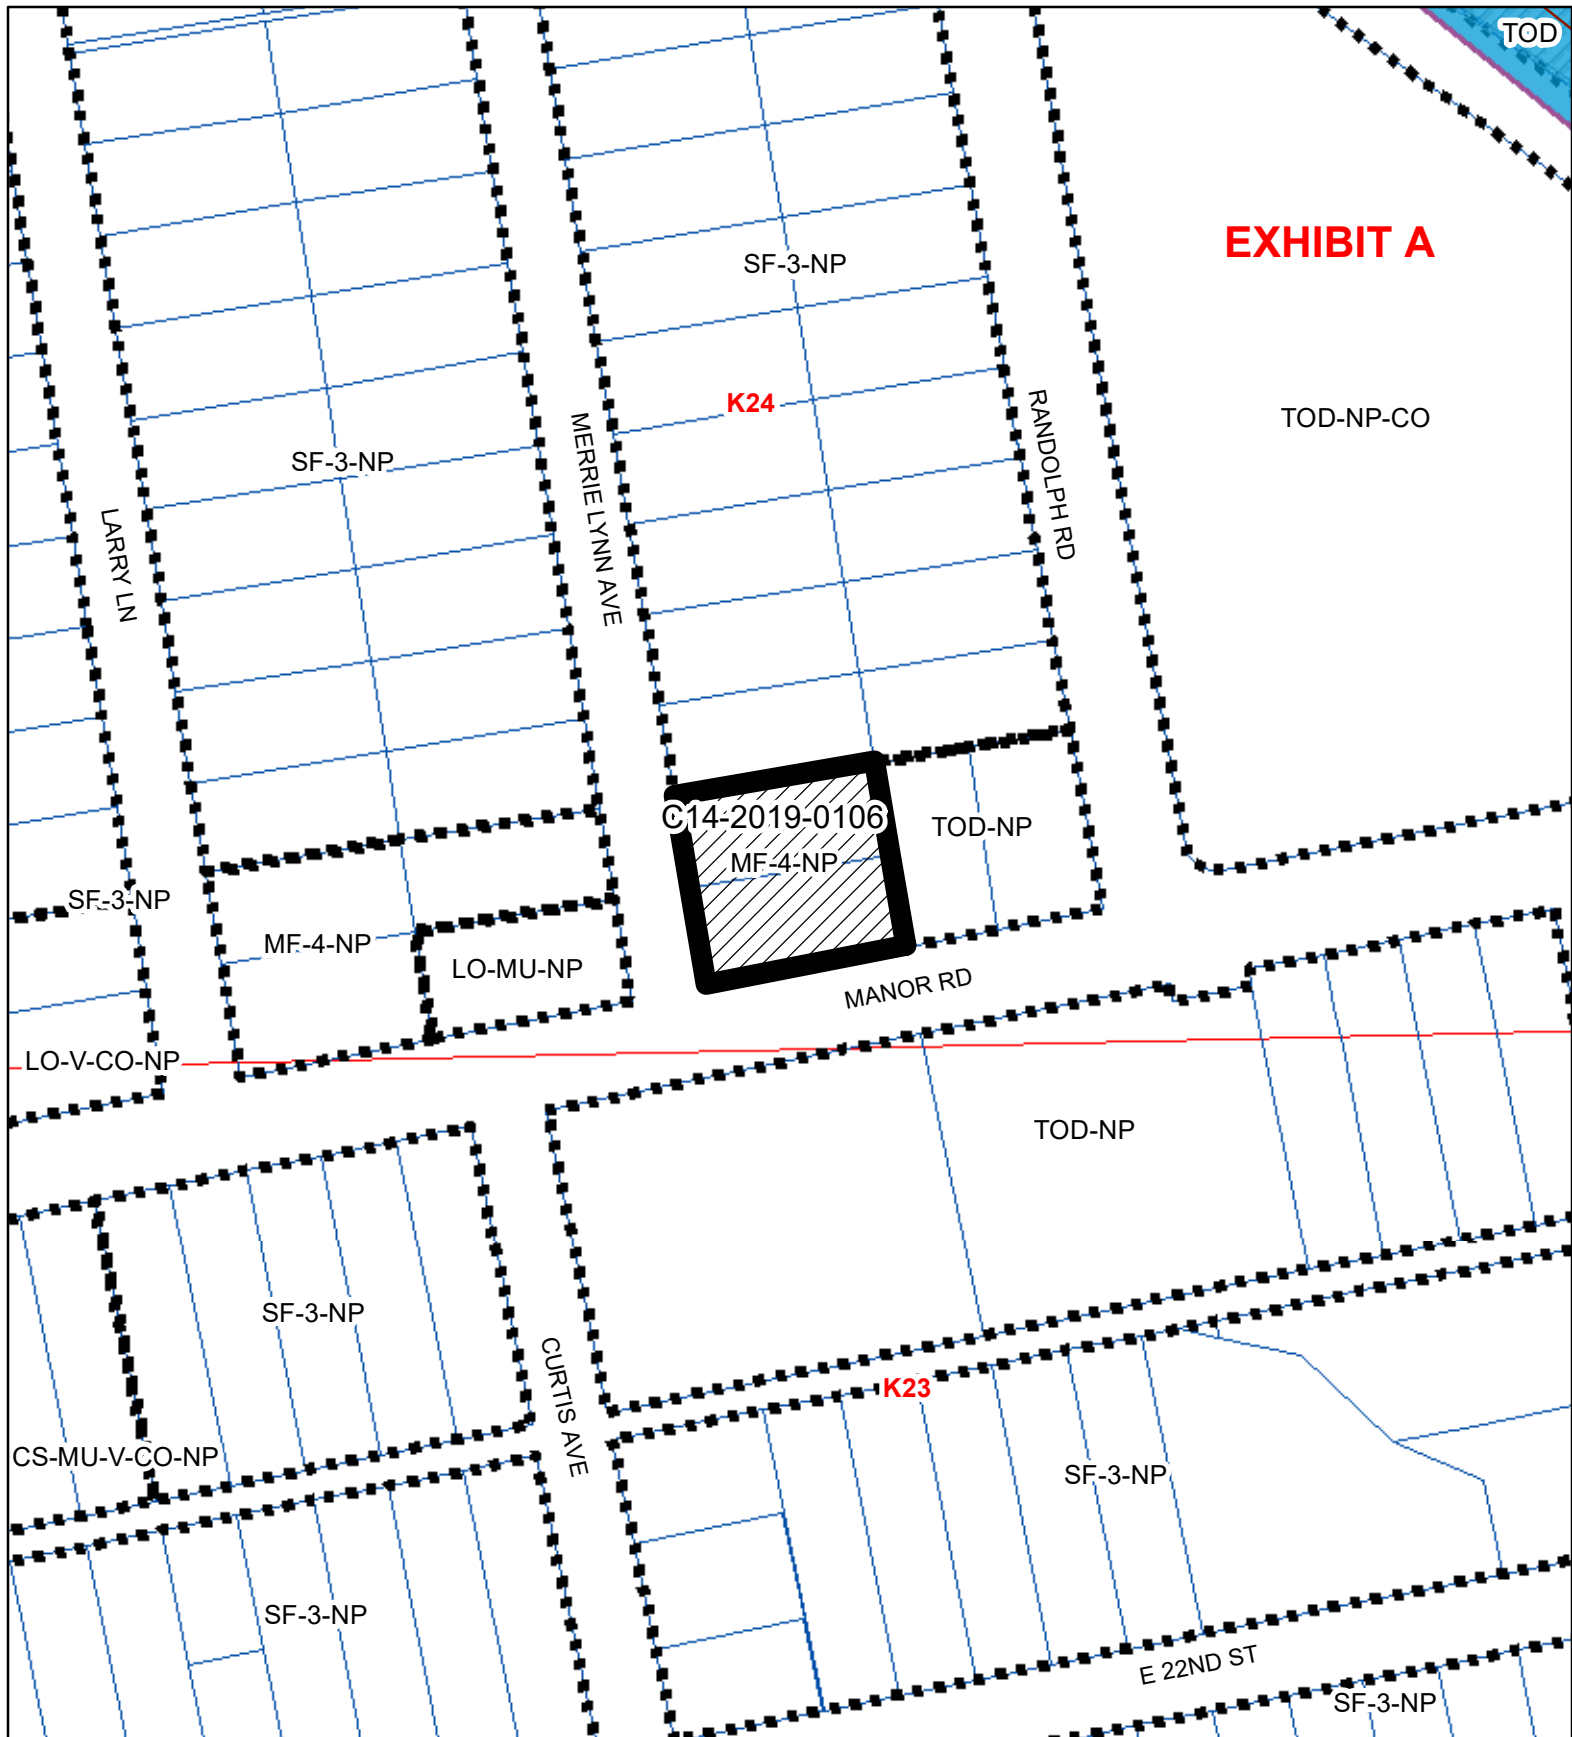 TOD
EXHIBIT A
SF-3-NP
K24
TOD-NP-CO
SF-3-NP
RANDOLPH RD
MERRIE LYNN AVE
LARRY LN
C14-2019-0106
TOD-NP
MF-4-NP
SF-3-NP
MF-4-NP
LO-MU-NP
MANOR RD
LO-V-CO-NP
TOD-NP
SF-3-NP
CURTIS AVE
K23
CS-MU-V-CO-NP
SF-3-NP
SF-3-NP
E 22ND ST
SF-3-NP